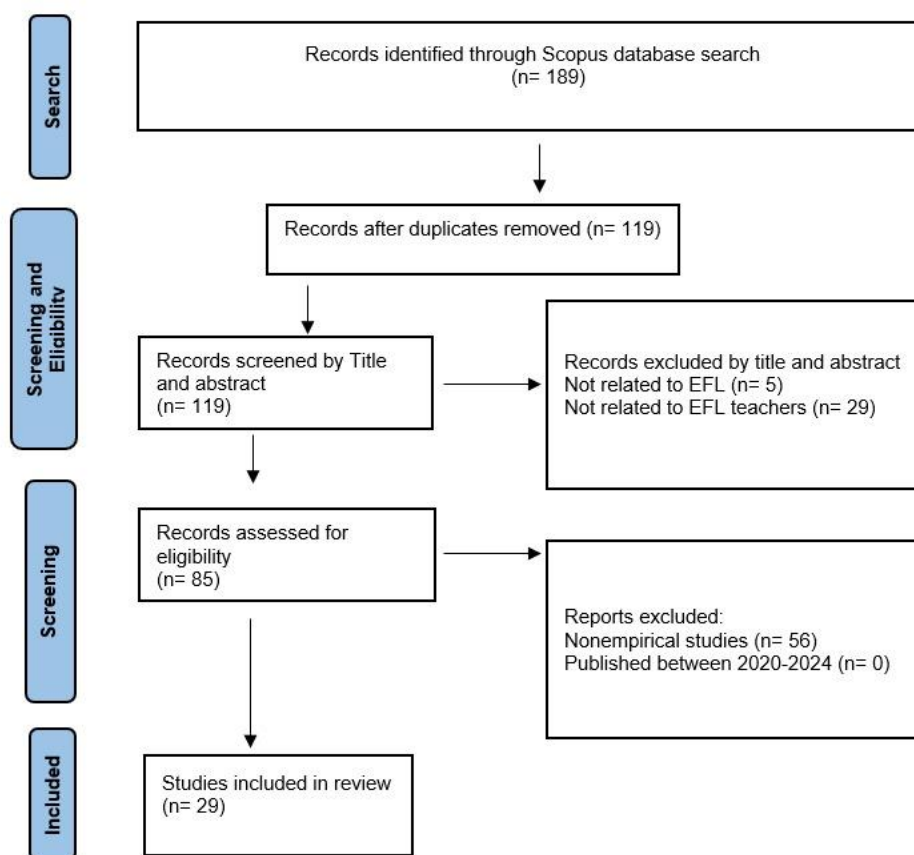 Search
Records identified through Scopus database search
(n= 189)
Screening and
Eligibility
Records after duplicates removed (n= 119)
Records screened by Title
and abstract
(n= 119)
Records excluded by title and abstract
Not related to EFL (n= 5)
Not related to EFL teachers (n= 29)
Screening
Records assessed for
eligibility
(n= 85)
Reports excluded:
Nonempirical studies (n= 56)
Published between 2020-2024 (n= 0)
Included
Studies included in review
(n= 29)